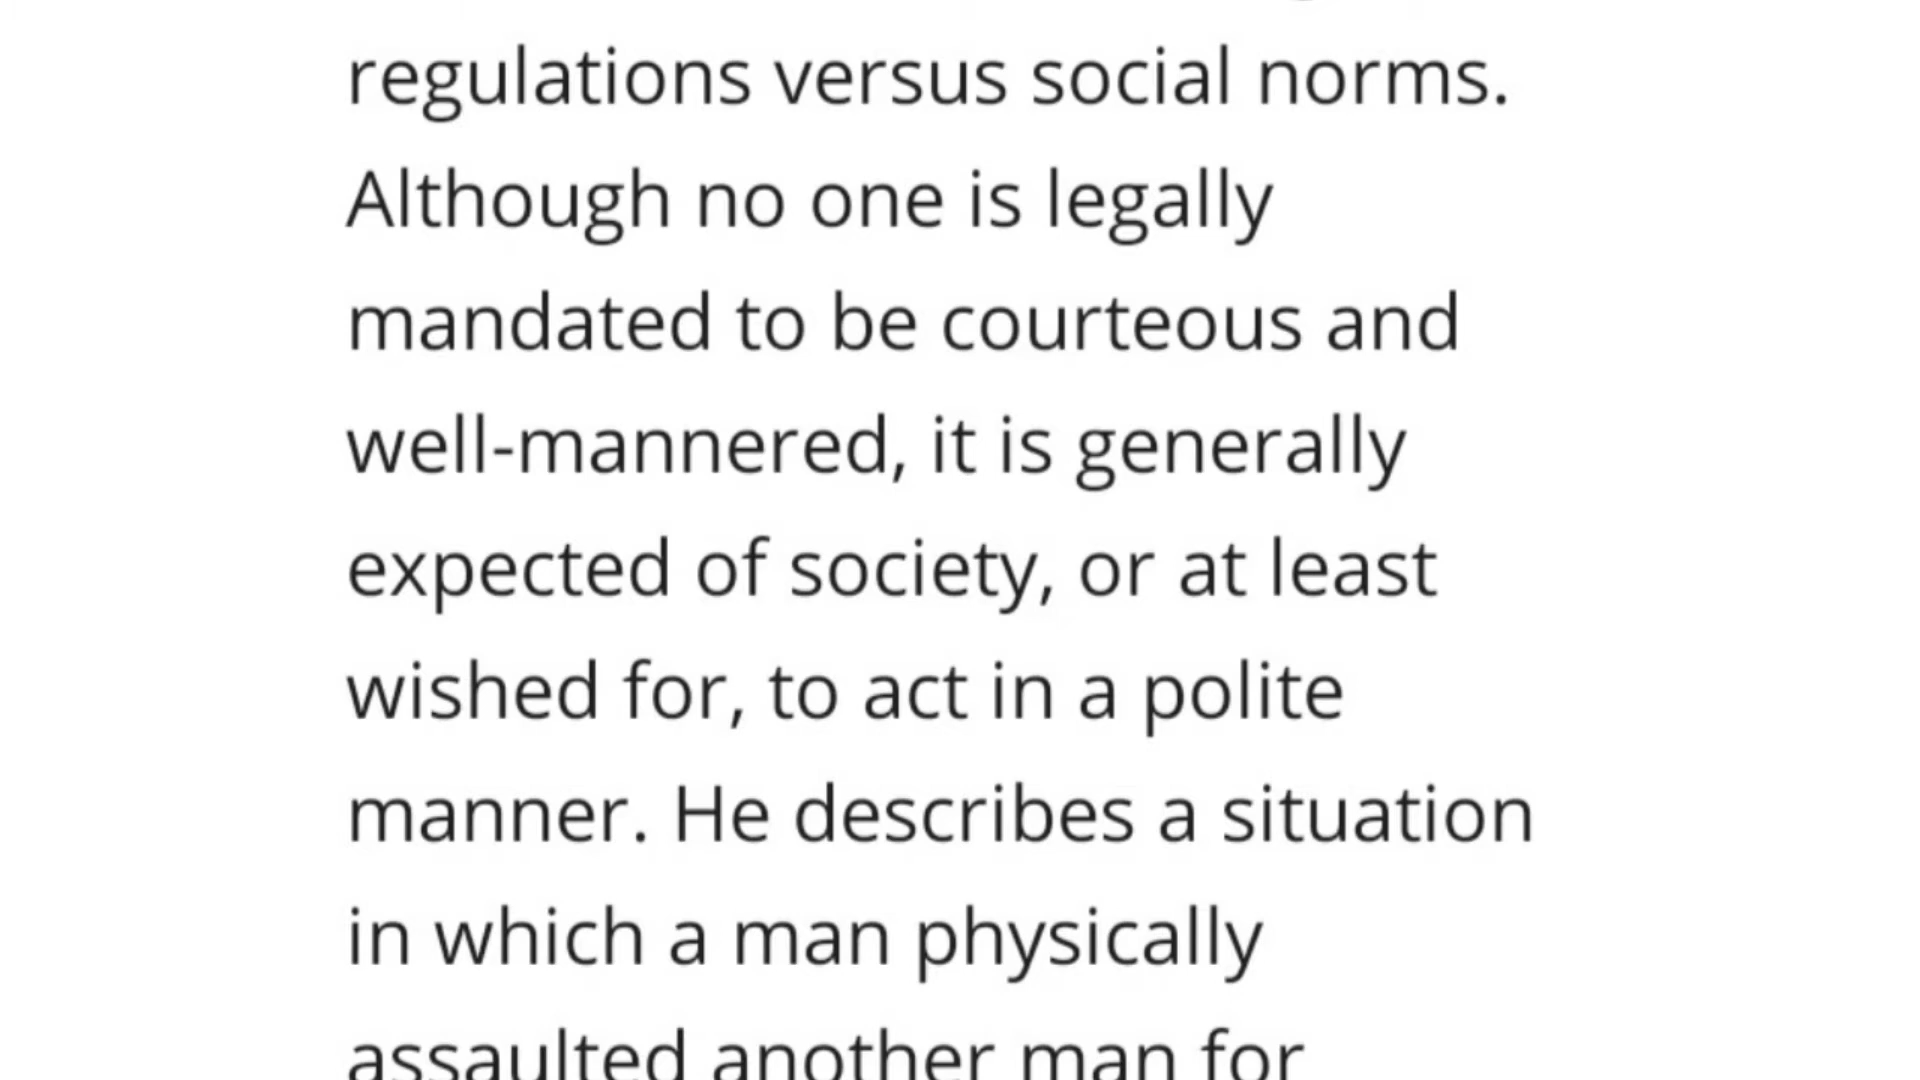 regulations versus social norms.
Although no one is legally
mandated to be courteous and
well-mannered, it is generally
expected of society, or at least
wished for, to act in a polite
manner. He describes a situation
in which a man physically
assaulted another man for